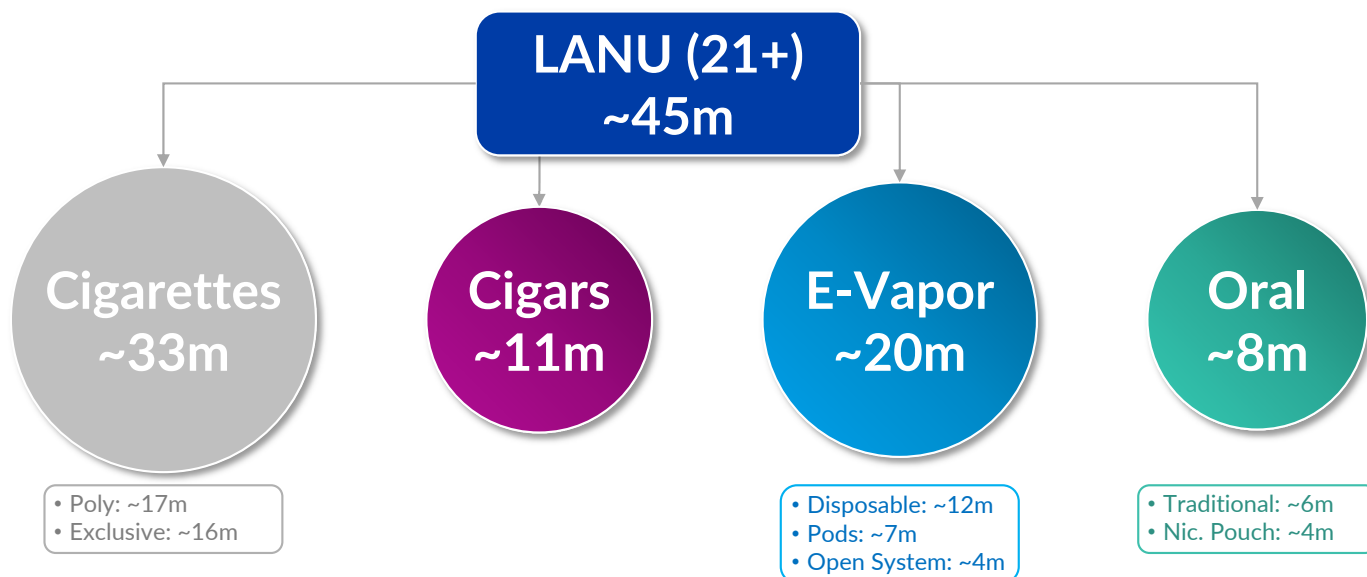 LANU (21+)
~45m
Cigarettes
~33m
• Poly: ~17m
• Exclusive: ~16m
Cigars
~11m
E-Vapor
~20m
• Disposable: ~12m
• Pods: ~7m
• Open System: ~4m
Oral
~8m
• Traditional: ~6m
• Nic. Pouch: ~4m